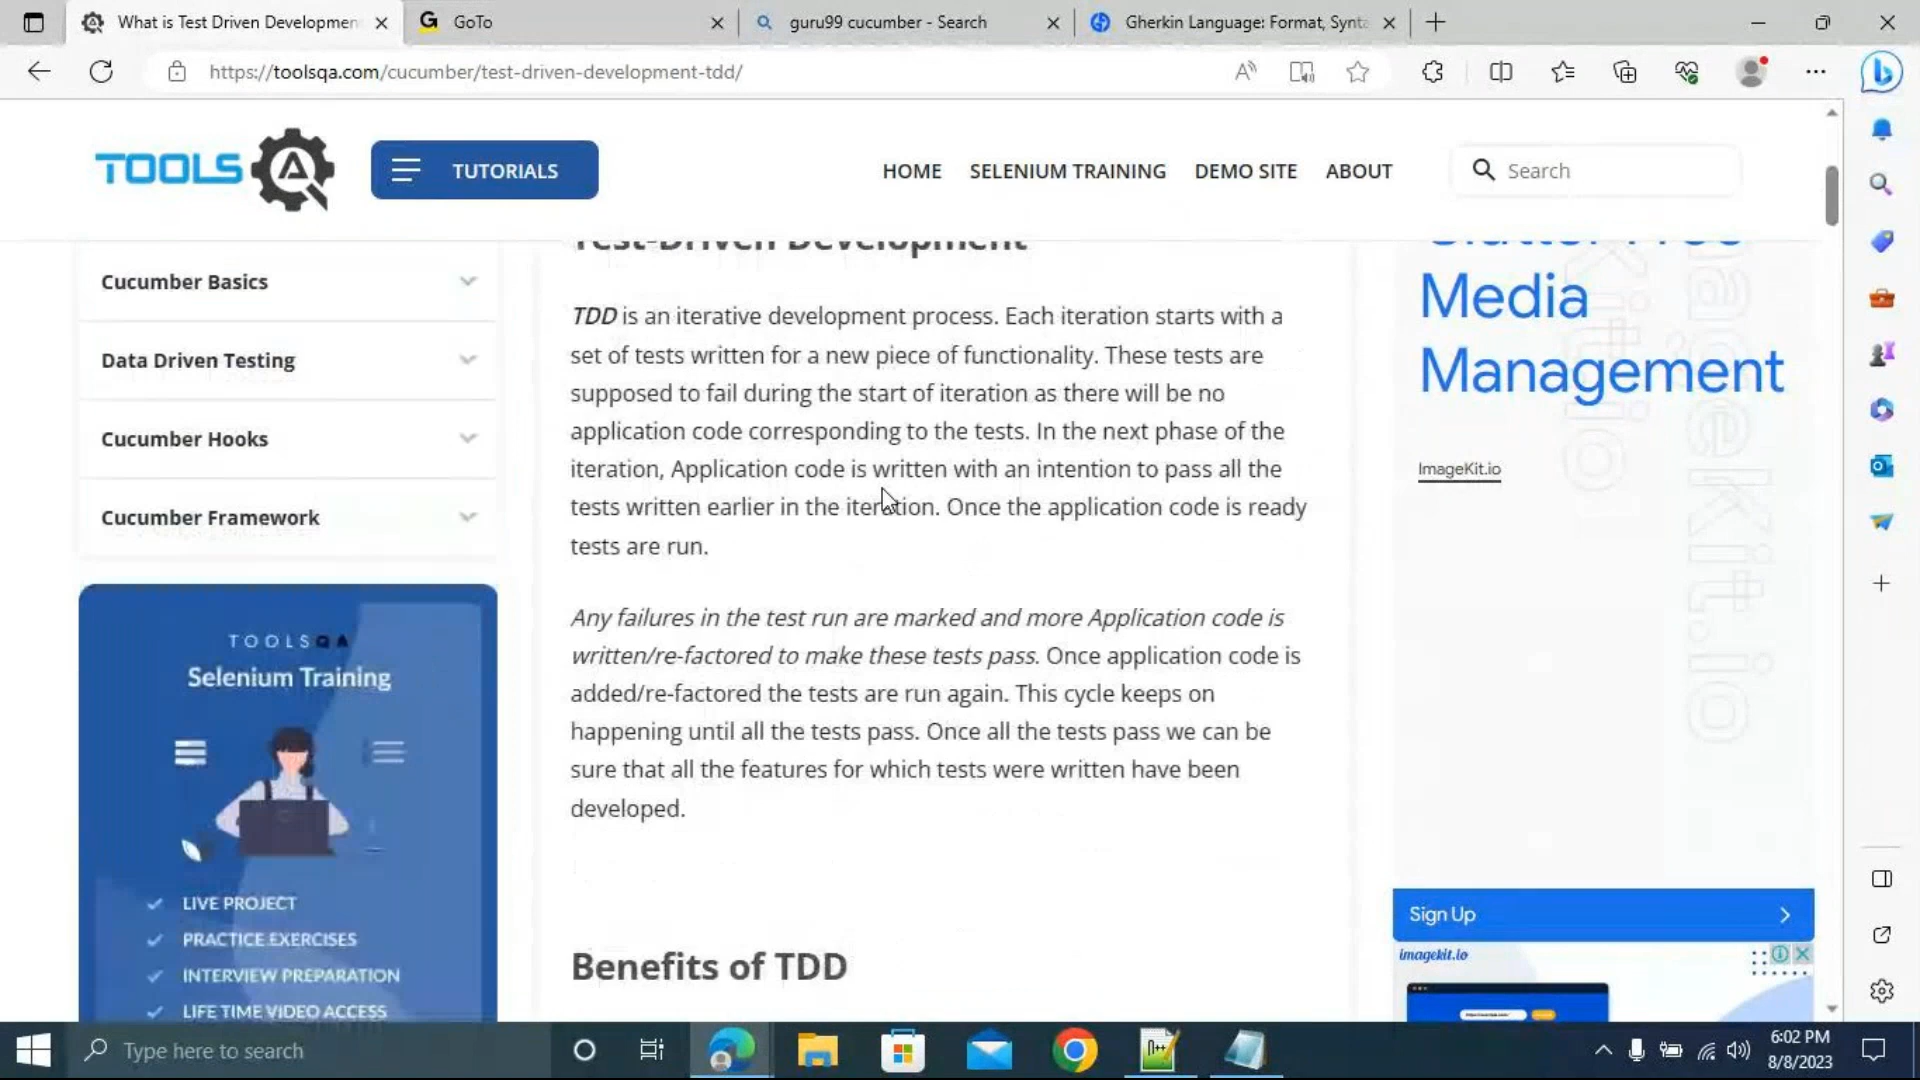 What is Test Driven Developmen
GoTo
guru99 cucumber - Search
Gherkin Language: Format, Synta
https://toolsqa.com/cucumber/test-driven-development-tdd/
TOOLS
TUTORIALS
HOME
SELENIUM TRAINING
DEMO SITE
ABOUT
Search
Test-Driven Development
Cucumber Basics
Data Driven Testing
Cucumber Hooks
Cucumber Framework
TDD is an iterative development process. Each iteration starts with a
set of tests written for a new piece of functionality. These tests are
supposed to fail during the start of iteration as there will be no
application code corresponding to the tests. In the next phase of the
iteration, Application code is written with an intention to pass all the
tests written earlier in the iteration. Once the application code is ready
tests are run.
Any failures in the test run are marked and more Application code is
written/re-factored to make these tests pass. Once application code is
added/re-factored the tests are run again. This cycle keeps on
happening until all the tests pass. Once all the tests pass we can be
sure that all the features for which tests were written have been
developed.
Benefits of TDD
TOOLSQA
Selenium Training
LIVE PROJECT
PRACTICE EXERCISES
INTERVIEW PREPARATION
LIFE TIME VIDEO ACCESS
Media
Management
ImageKit.io
Sign Up
imagekit.io
Type here to search
6:02 PM
8/8/2023